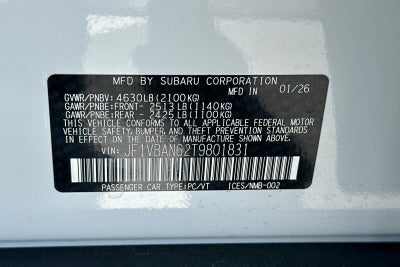 MFD BY SUBARU CORPORATION
MADE IN 01/26
GVWR/PNBV: 4630LB(2100KG)
GAWR/PNBE:FRONT- 2513LB(1140KG)
GAWR/PNBE:REAR - 2425LB(1100KG)
THIS VEHICLE CONFORMS TO ALL APPLICABLE FEDERAL MOTOR
VEHICLE SAFETY, BUMPER, AND THEFT PREVENTION STANDARDS
IN EFFECT ON THE DATE OF MANUFACTURE SHOWN ABOVE.
VIN: JF1VBAN62T9801831
PASSENGER CAR PC/VT ICES/NMB-002